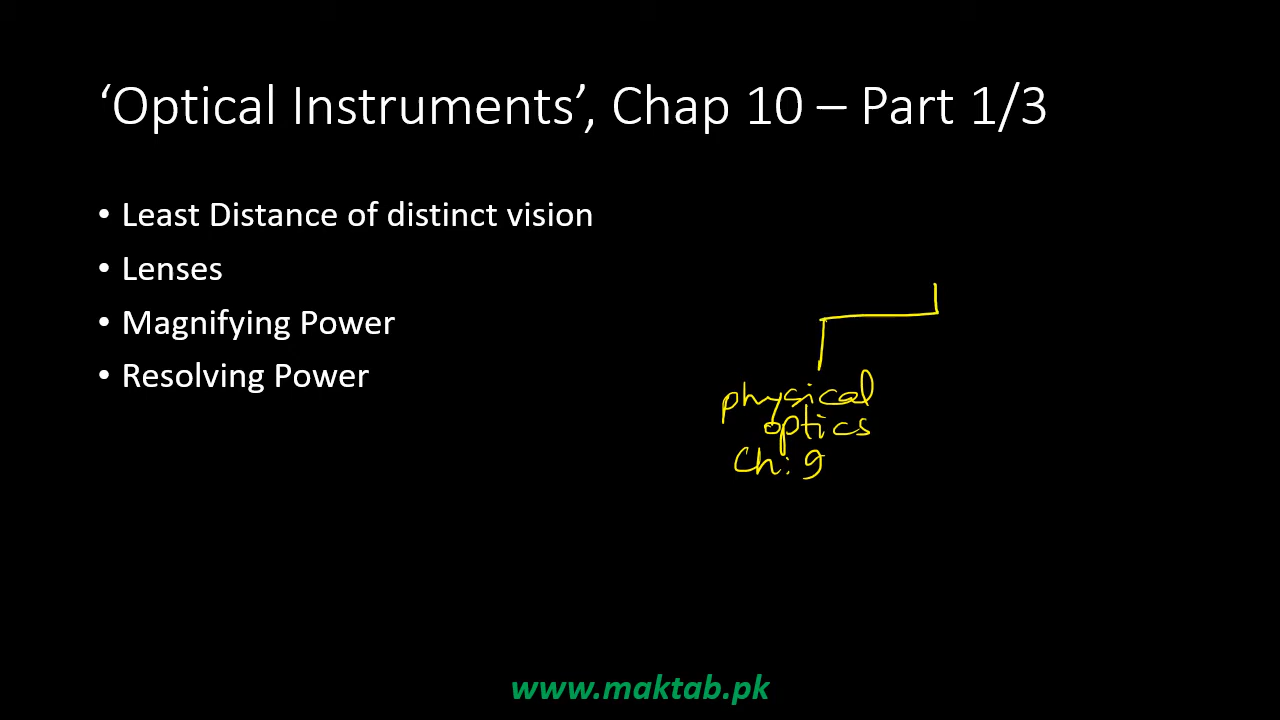 ‘Optical Instruments’, Chap 10 – Part 1/3
• Least Distance of distinct vision
• Lenses
• Magnifying Power
• Resolving Power
physical
optics
Ch: 9
www.maktab.pk